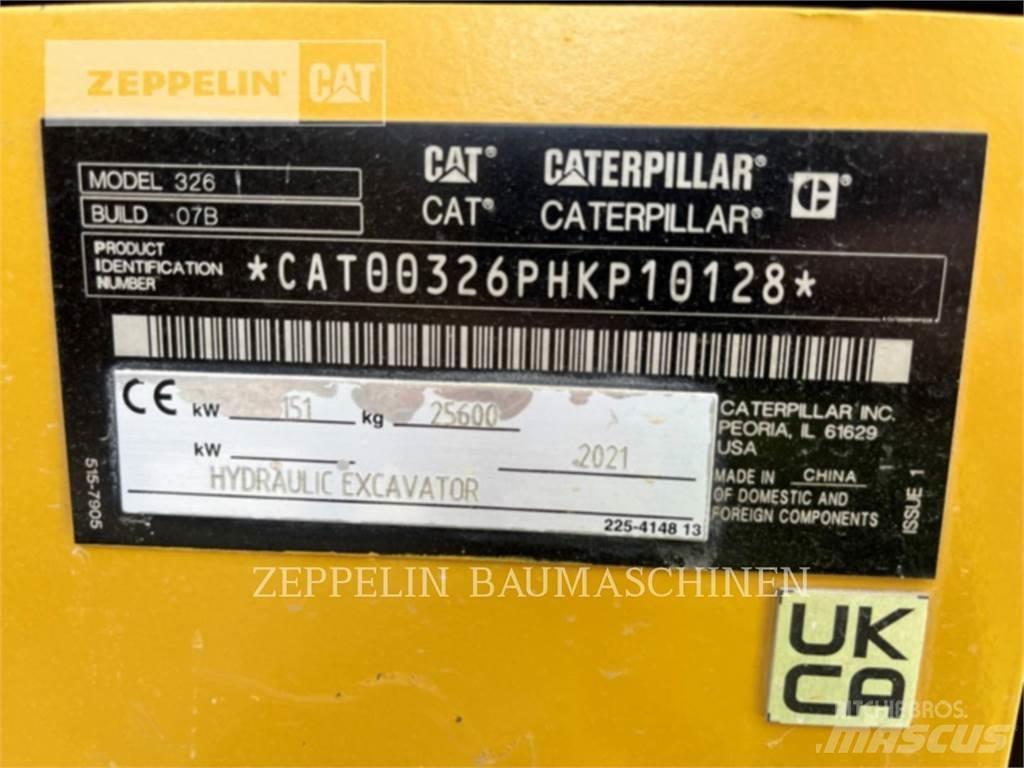 ZEPPELIN CAT
MODEL 326
BUILD 07B
CAT® CATERPILLAR®
CAT® CATERPILLAR®
PRODUCT
IDENTIFICATION
NUMBER
*CAT00326PHKP10128*
CE kW 151 kg 25600
kW 2021
HYDRAULIC EXCAVATOR
225-4148 13
515-7905
CATERPILLAR INC.
PEORIA, IL 61629
USA
MADE IN CHINA
OF DOMESTIC AND
FOREIGN COMPONENTS
ISSUE 1
ZEPPELIN BAUMASCHINEN
UK
CA
RITCHIE BROS.
MASCUS